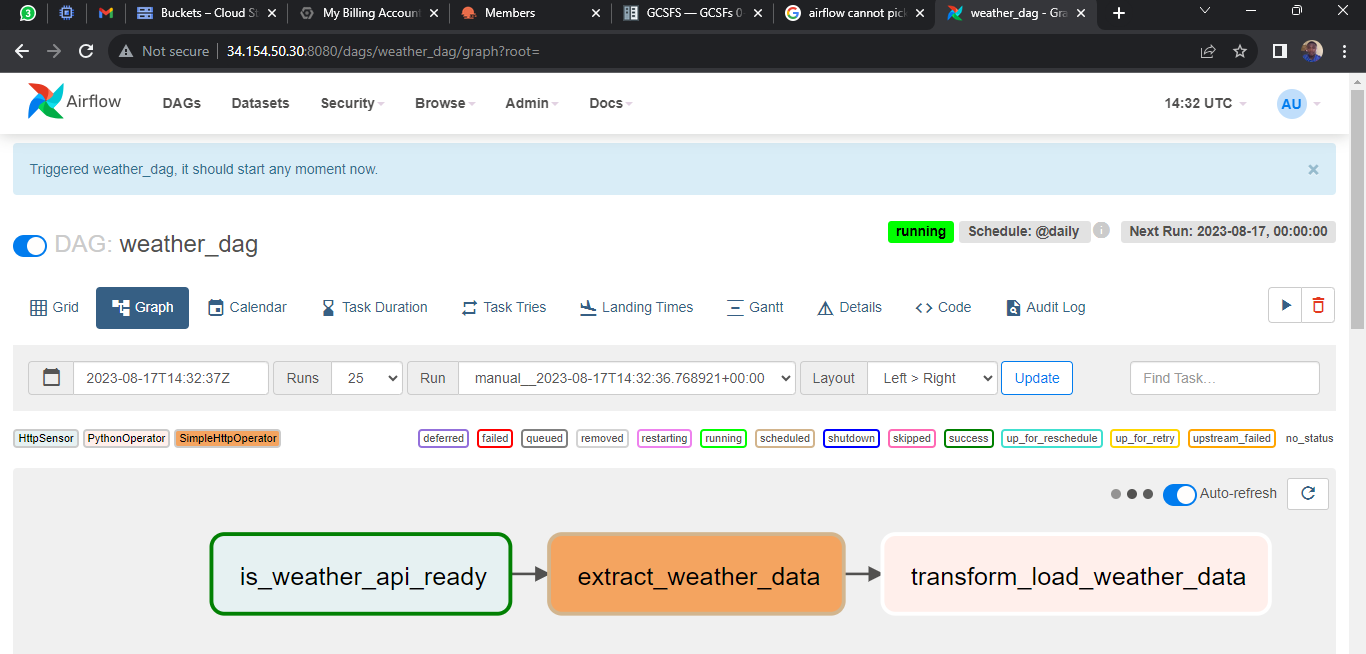 3
Buckets – Cloud St
My Billing Account
Members
GCSFS — GCSFs 0
airflow cannot pick
weather_dag - Gra
Not secure 34.154.50.30:8080/dags/weather_dag/graph?root=
Airflow DAGs Datasets Security Browse Admin Docs 14:32 UTC AU
Triggered weather_dag, it should start any moment now. ×
DAG: weather_dag running Schedule: @daily i Next Run: 2023-08-17, 00:00:00
Grid Graph Calendar Task Duration Task Tries Landing Times Gantt Details <> Code Audit Log
2023-08-17T14:32:37Z Runs 25 Run manual__2023-08-17T14:32:36.768921+00:00 Layout Left > Right Update Find Task...
HttpSensor PythonOperator SimpleHttpOperator deferred failed queued removed restarting running scheduled shutdown skipped success up_for_reschedule up_for_retry upstream_failed no_status
Auto-refresh
is_weather_api_ready extract_weather_data transform_load_weather_data